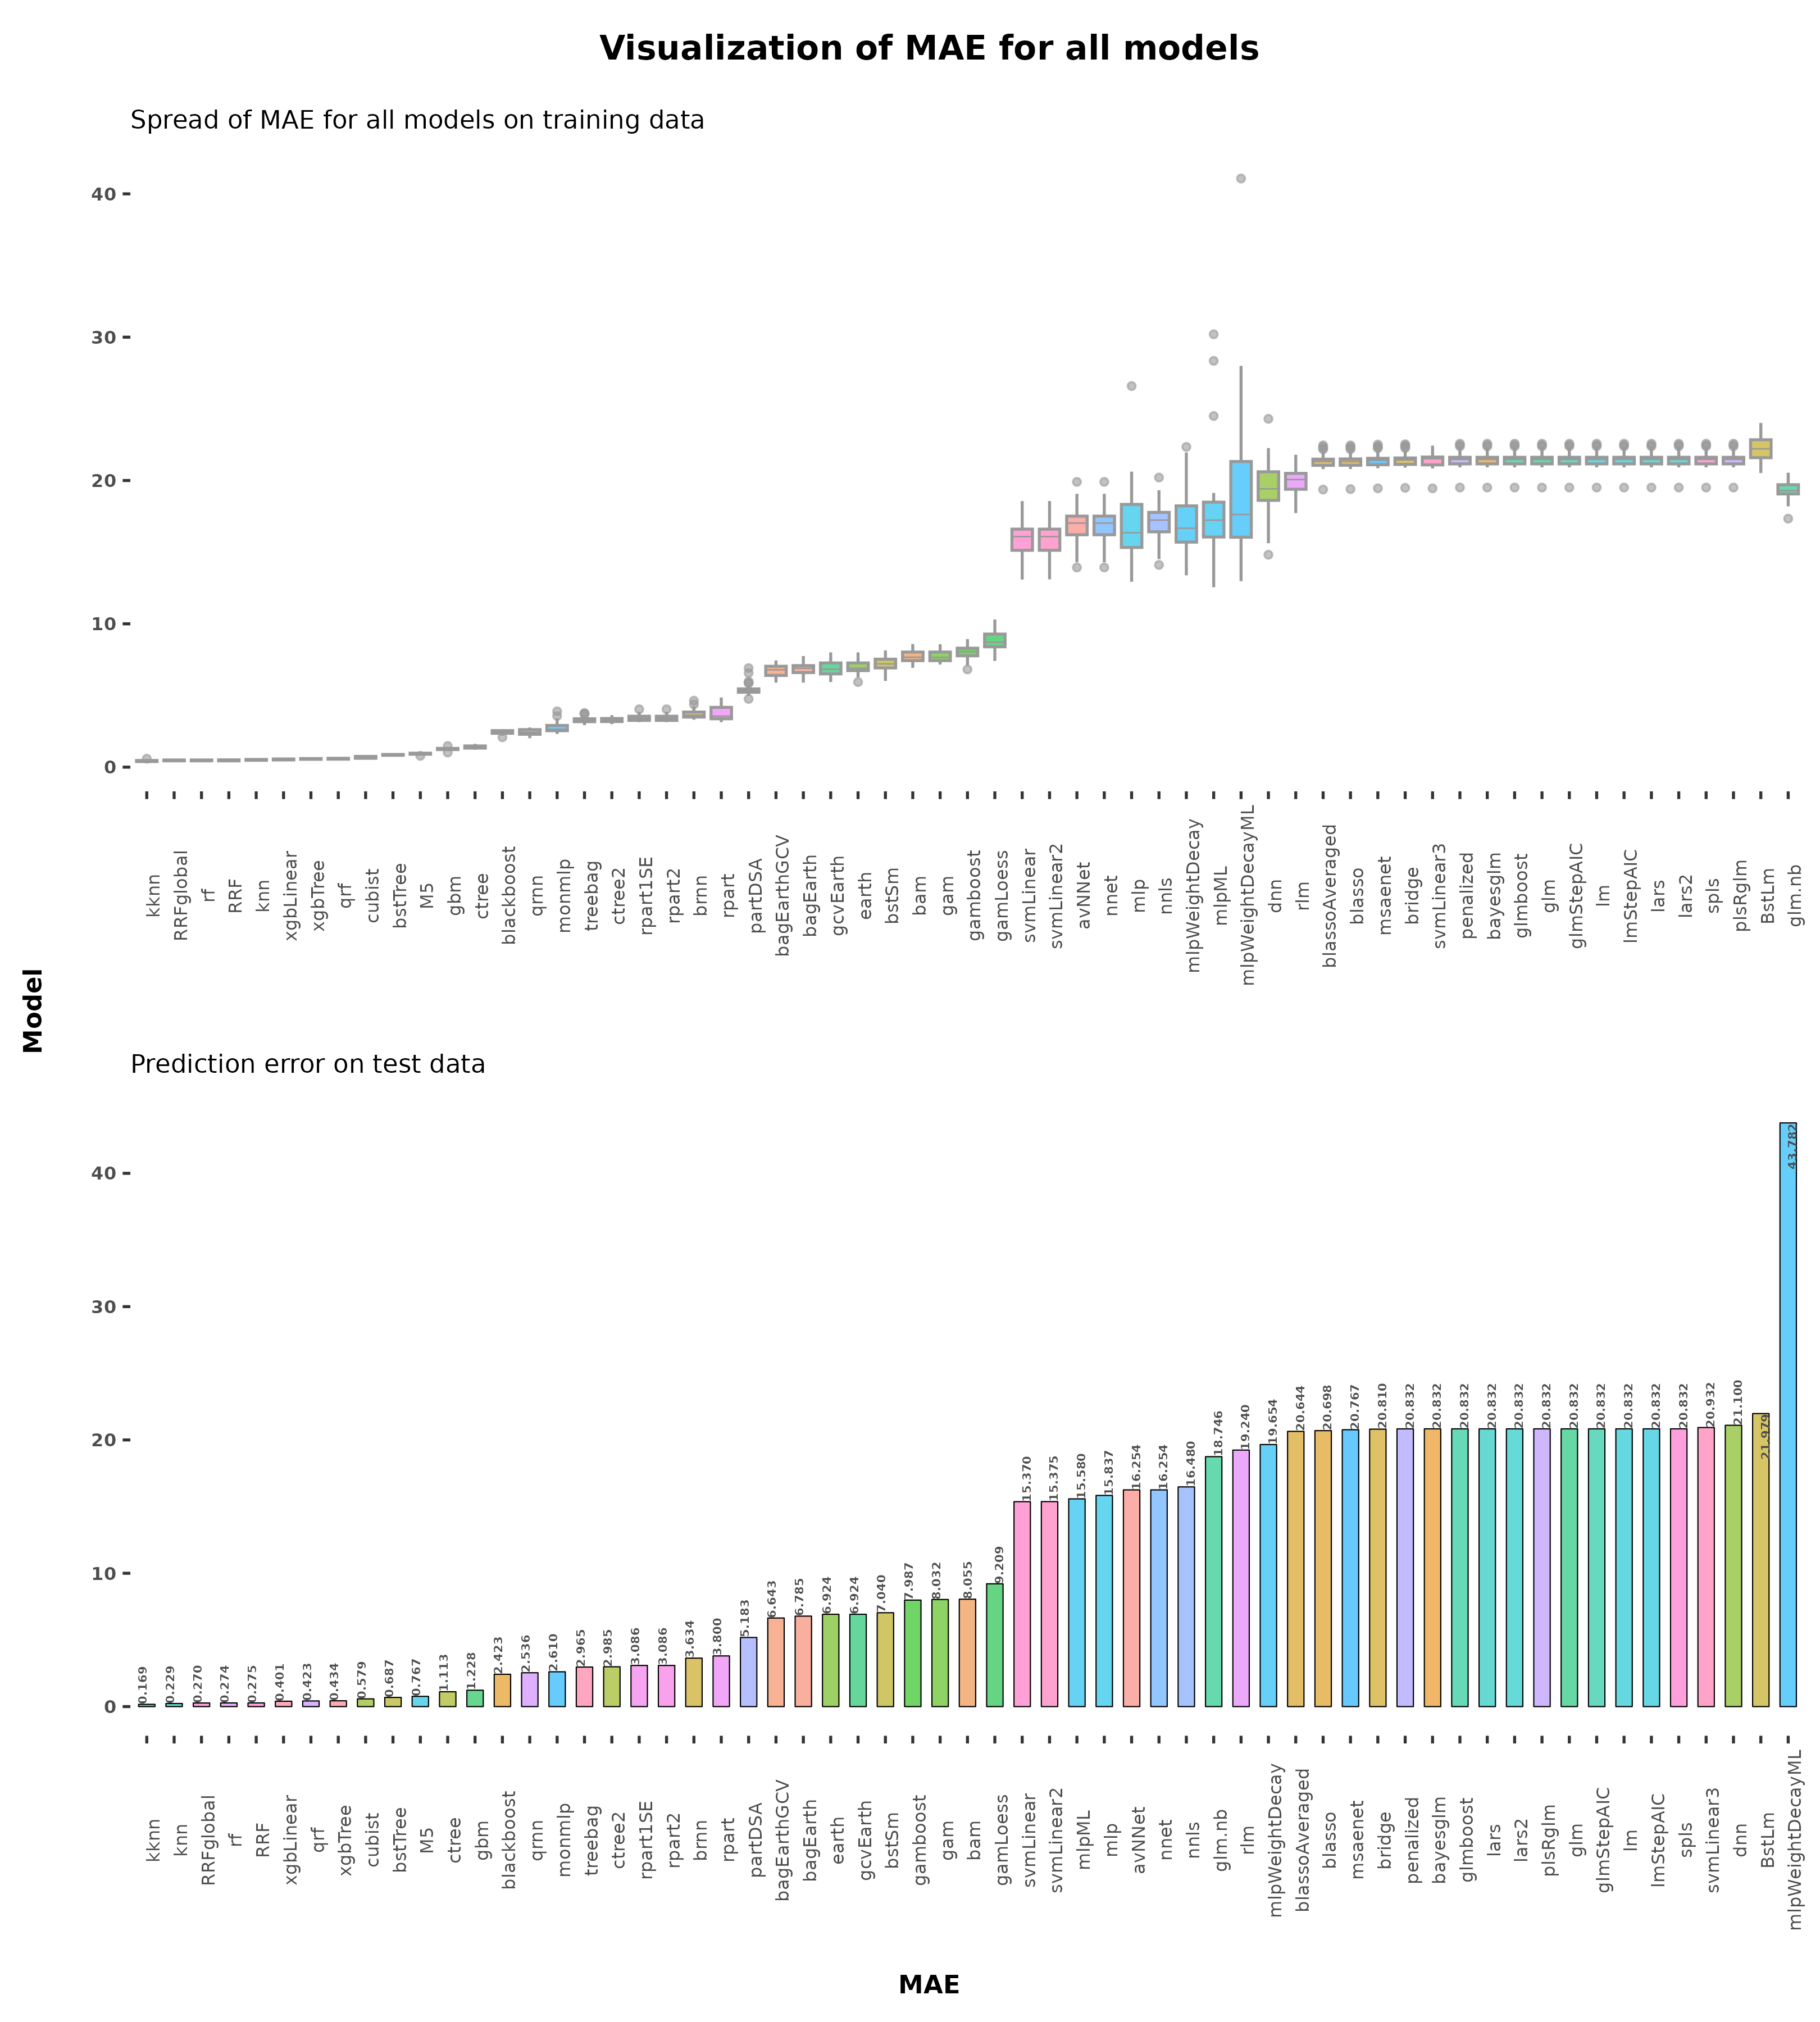 Visualization of MAE for all models
Spread of MAE for all models on training data
40
30
20
10
0
kknn
RRFglobal
rf
RRF
knn
xgbLinear
xgbTree
qrf
cubist
bstTree
M5
gbm
ctree
blackboost
qrnn
monmlp
treebag
ctree2
rpart1SE
rpart2
brnn
rpart
partDSA
bagEarthGCV
bagEarth
gcvEarth
earth
bstSm
bam
gam
gamboost
gamLoess
svmLinear
svmLinear2
avNNet
nnet
mlp
nnls
mlpWeightDecay
mlpML
mlpWeightDecayML
dnn
rlm
blassoAveraged
blasso
msaenet
bridge
svmLinear3
penalized
bayesglm
glmboost
glm
glmStepAIC
lm
lmStepAIC
lars
lars2
spls
plsRglm
BstLm
glm.nb
Model
Prediction error on test data
40
30
20
10
0
0.169
0.229
0.270
0.274
0.275
0.401
0.423
0.434
0.579
0.687
0.767
1.113
1.228
2.423
2.536
2.610
2.965
2.985
3.086
3.086
3.634
3.800
5.183
6.643
6.785
6.924
6.924
7.040
7.987
8.032
8.055
9.209
15.370
15.375
15.580
15.837
16.254
16.254
16.480
18.746
19.240
19.654
20.644
20.698
20.767
20.810
20.832
20.832
20.832
20.832
20.832
20.832
20.832
20.832
20.832
20.832
20.832
20.932
21.100
21.979
43.782
kknn
knn
RRFglobal
rf
RRF
xgbLinear
qrf
xgbTree
cubist
bstTree
M5
ctree
gbm
blackboost
qrnn
monmlp
treebag
ctree2
rpart1SE
rpart2
brnn
rpart
partDSA
bagEarthGCV
bagEarth
earth
gcvEarth
bstSm
gamboost
gam
bam
gamLoess
svmLinear
svmLinear2
mlpML
mlp
avNNet
nnet
nnls
glm.nb
rlm
mlpWeightDecay
blassoAveraged
blasso
msaenet
bridge
penalized
bayesglm
glmboost
lars
lars2
plsRglm
glm
glmStepAIC
lm
lmStepAIC
spls
svmLinear3
dnn
BstLm
mlpWeightDecayML
MAE